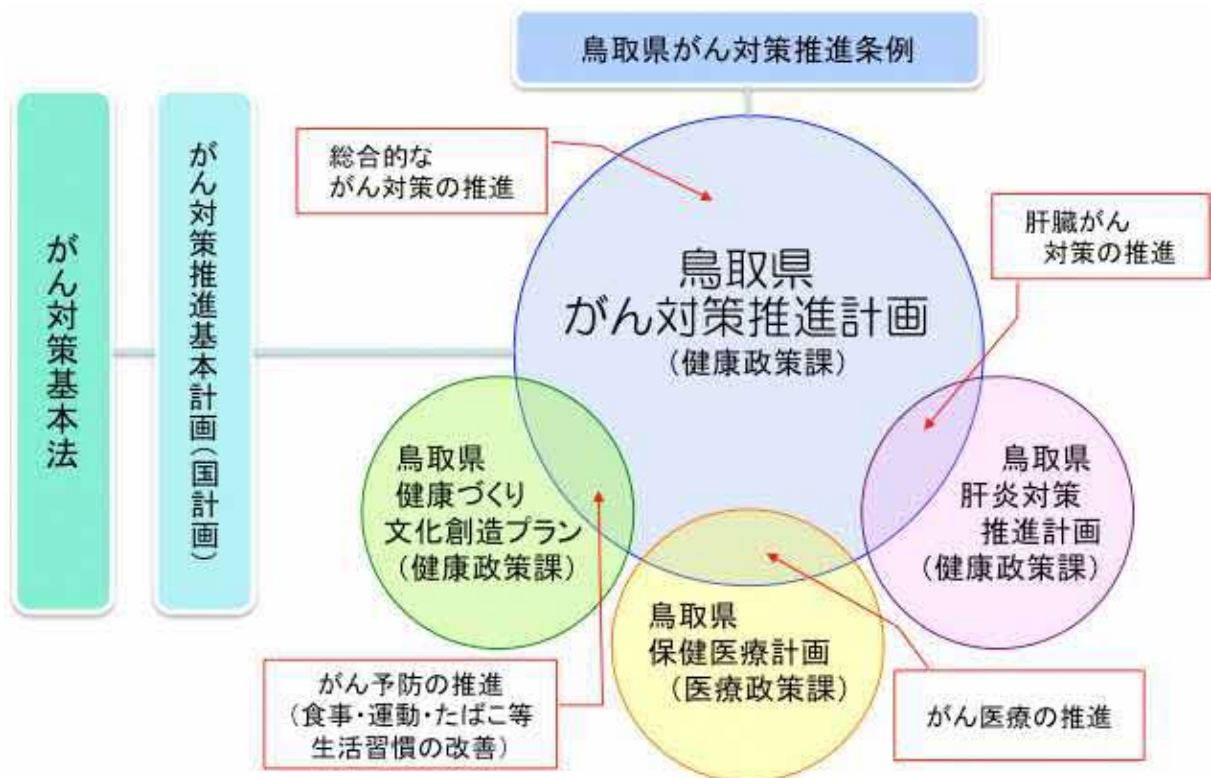 鳥取県がん対策推進条例
がん対策基本法
がん対策推進基本計画(国計画)
総合的な
がん対策の推進
肝臓がん
対策の推進
鳥取県
がん対策推進計画
(健康政策課)
鳥取県
健康づくり
文化創造プラン
(健康政策課)
鳥取県
肝炎対策
推進計画
(健康政策課)
鳥取県
保健医療計画
(医療政策課)
がん予防の推進
(食事・運動・たばこ等
生活習慣の改善)
がん医療の推進